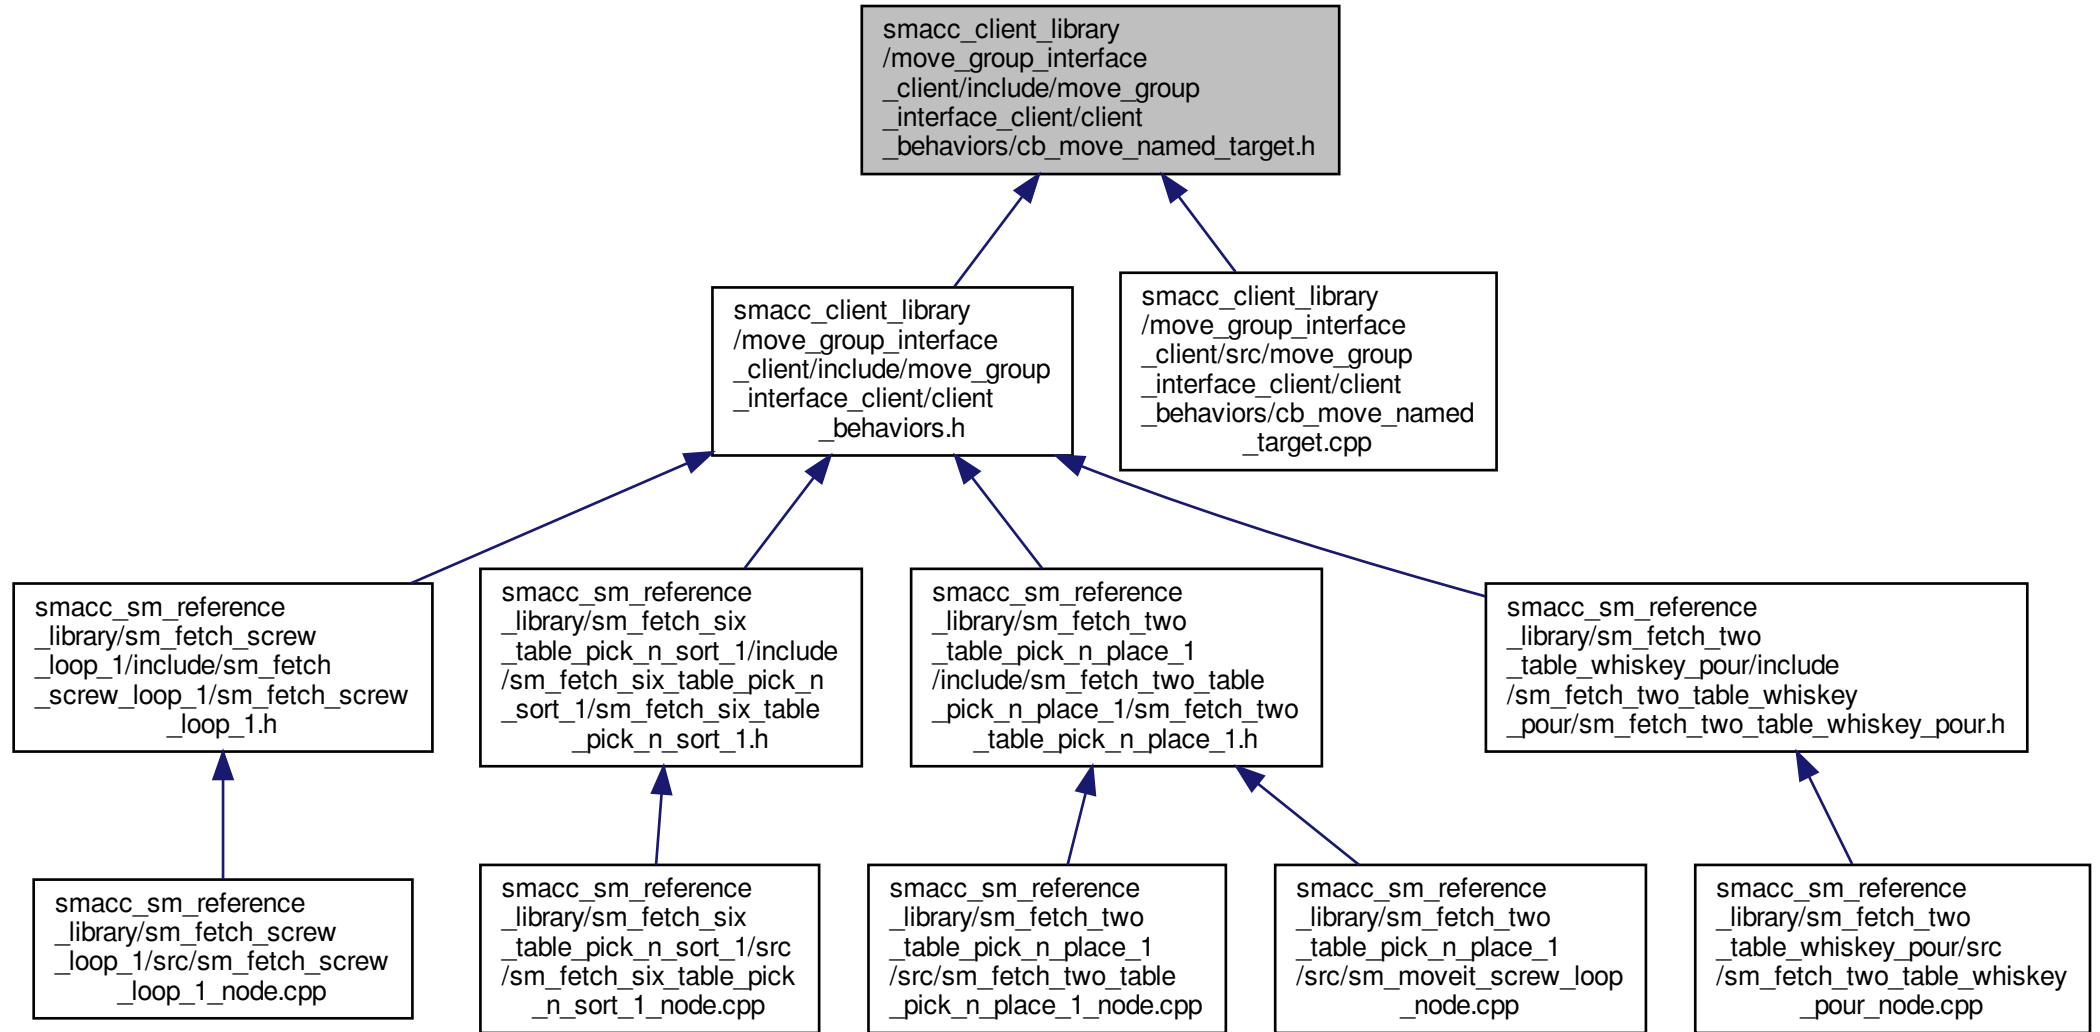 smacc_client_library
/move_group_interface
_client/include/move_group
_interface_client/client
_behaviors/cb_move_named_target.h
smacc_client_library
/move_group_interface
_client/include/move_group
_interface_client/client
_behaviors.h
smacc_client_library
/move_group_interface
_client/src/move_group
_interface_client/client
_behaviors/cb_move_named
_target.cpp
smacc_sm_reference
_library/sm_fetch_screw
_loop_1/include/sm_fetch
_screw_loop_1/sm_fetch_screw
_loop_1.h
smacc_sm_reference
_library/sm_fetch_six
_table_pick_n_sort_1/include
/sm_fetch_six_table_pick_n
_sort_1/sm_fetch_six_table
_pick_n_sort_1.h
smacc_sm_reference
_library/sm_fetch_two
_table_pick_n_place_1
/include/sm_fetch_two_table
_pick_n_place_1/sm_fetch_two
_table_pick_n_place_1.h
smacc_sm_reference
_library/sm_fetch_two
_table_whiskey_pour/include
/sm_fetch_two_table_whiskey
_pour/sm_fetch_two_table_whiskey_pour.h
smacc_sm_reference
_library/sm_fetch_screw
_loop_1/src/sm_fetch_screw
_loop_1_node.cpp
smacc_sm_reference
_library/sm_fetch_six
_table_pick_n_sort_1/src
/sm_fetch_six_table_pick
_n_sort_1_node.cpp
smacc_sm_reference
_library/sm_fetch_two
_table_pick_n_place_1
/src/sm_fetch_two_table
_pick_n_place_1_node.cpp
smacc_sm_reference
_library/sm_fetch_two
_table_pick_n_place_1
/src/sm_moveit_screw_loop
_node.cpp
smacc_sm_reference
_library/sm_fetch_two
_table_whiskey_pour/src
/sm_fetch_two_table_whiskey
_pour_node.cpp